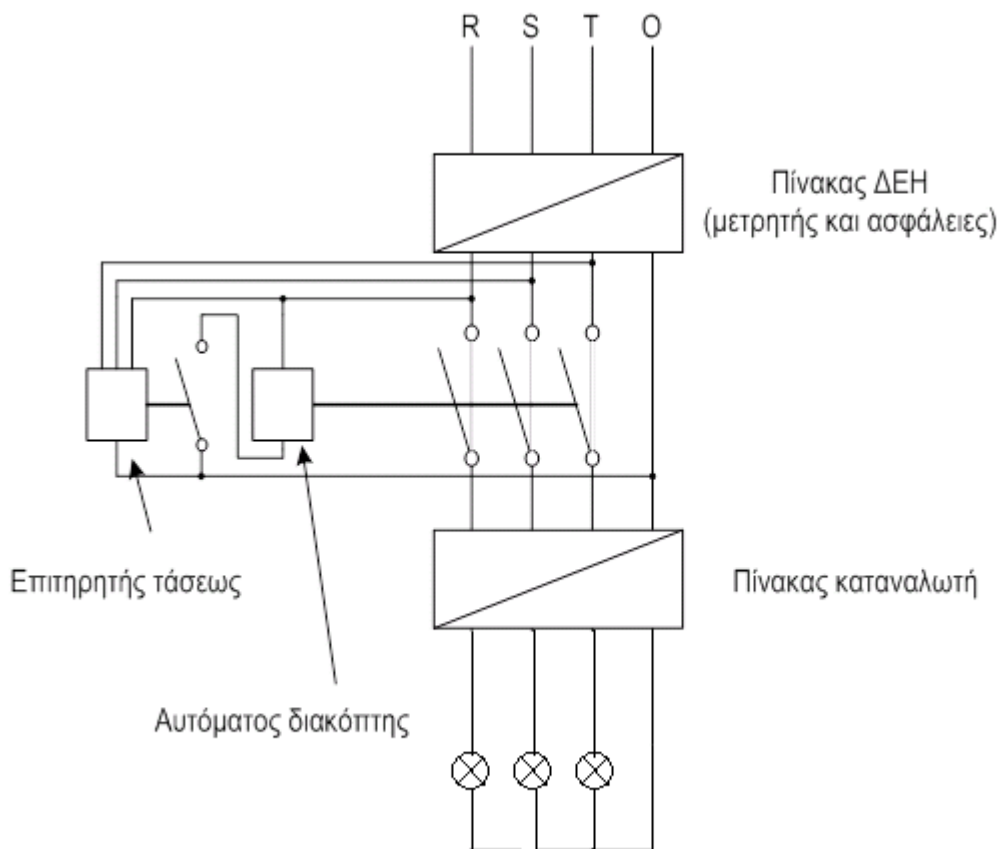 R S T O
Πίνακας ΔΕΗ
(μετρητής και ασφάλειες)
Επιτηρητής τάσεως
Πίνακας καταναλωτή
Αυτόματος διακόπτης